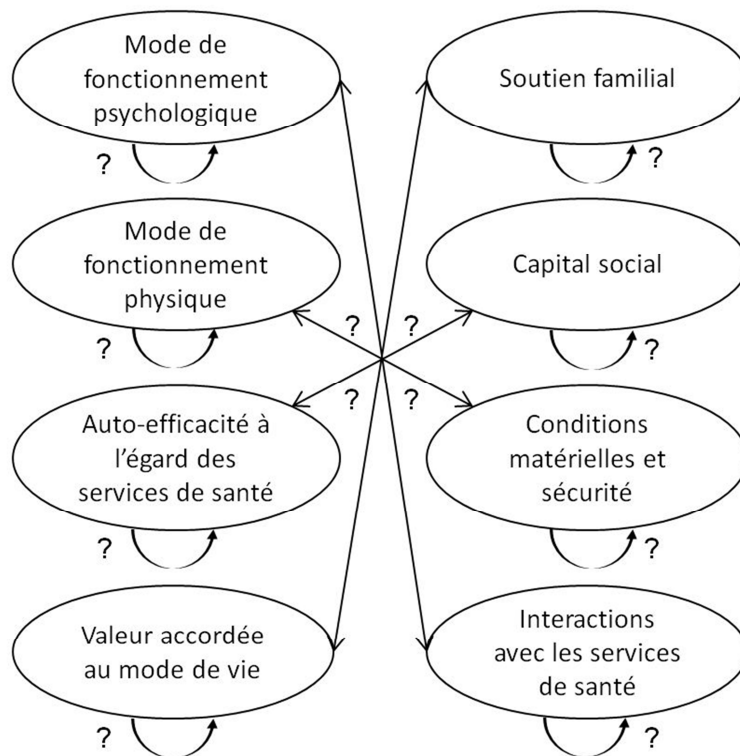 Mode de
fonctionnement
psychologique
?
Soutien familial
?
Mode de
fonctionnement
physique
?
Capital social
?
?
?
?
?
Auto-efficacité à
l’égard des
services de santé
?
Conditions
matérielles et
sécurité
?
Valeur accordée
au mode de vie
?
Interactions
avec les services
de santé
?